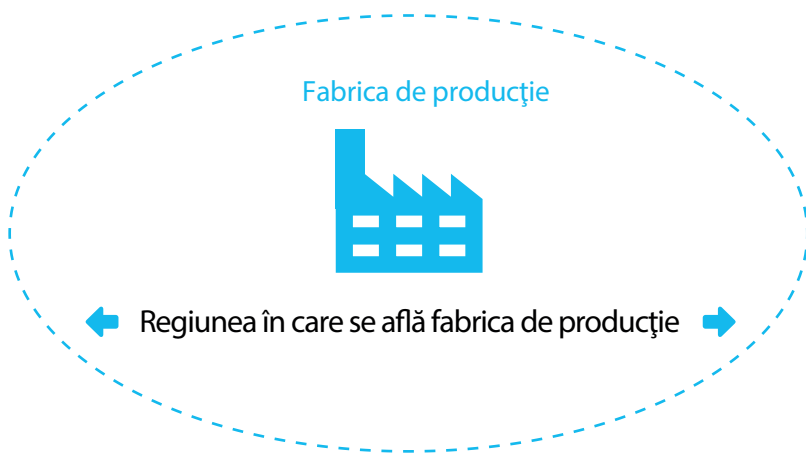 Fabrica de producţie
Regiunea în care se află fabrica de producţie